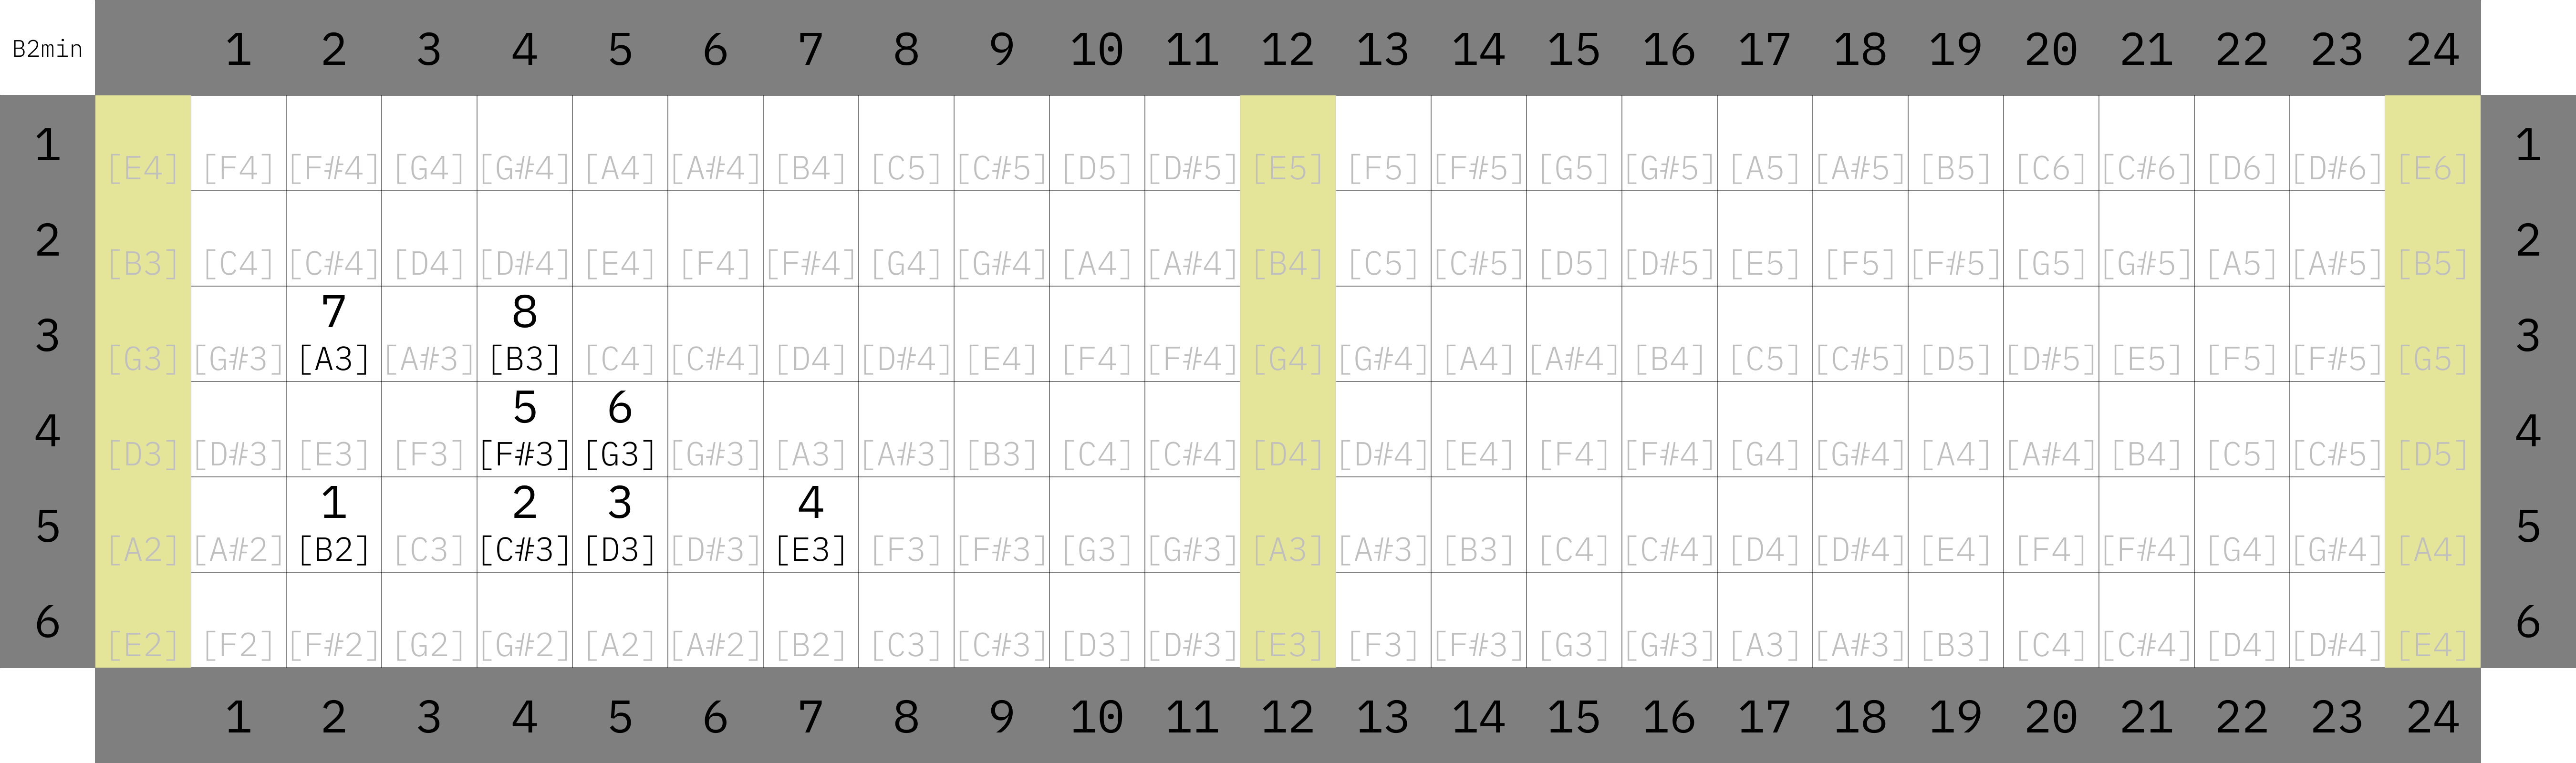 B2min 1 2 3 4 5 6 7 8 9 10 11 12 13 14 15 16 17 18 19 20 21 22 23 24
1 [E4] [F4] [F#4] [G4] [G#4] [A4] [A#4] [B4] [C5] [C#5] [D5] [D#5] [E5] [F5] [F#5] [G5] [G#5] [A5] [A#5] [B5] [C6] [C#6] [D6] [D#6] [E6] 1
2 [B3] [C4] [C#4] [D4] [D#4] [E4] [F4] [F#4] [G4] [G#4] [A4] [A#4] [B4] [C5] [C#5] [D5] [D#5] [E5] [F5] [F#5] [G5] [G#5] [A5] [A#5] [B5] 2
7 8
3 [G3] [G#3] [A3] [A#3] [B3] [C4] [C#4] [D4] [D#4] [E4] [F4] [F#4] [G4] [G#4] [A4] [A#4] [B4] [C5] [C#5] [D5] [D#5] [E5] [F5] [F#5] [G5] 3
5 6
4 [D3] [D#3] [E3] [F3] [F#3] [G3] [G#3] [A3] [A#3] [B3] [C4] [C#4] [D4] [D#4] [E4] [F4] [F#4] [G4] [G#4] [A4] [A#4] [B4] [C5] [C#5] [D5] 4
1 2 3 4
5 [A2] [A#2] [B2] [C3] [C#3] [D3] [D#3] [E3] [F3] [F#3] [G3] [G#3] [A3] [A#3] [B3] [C4] [C#4] [D4] [D#4] [E4] [F4] [F#4] [G4] [G#4] [A4] 5
6 [E2] [F2] [F#2] [G2] [G#2] [A2] [A#2] [B2] [C3] [C#3] [D3] [D#3] [E3] [F3] [F#3] [G3] [G#3] [A3] [A#3] [B3] [C4] [C#4] [D4] [D#4] [E4] 6
1 2 3 4 5 6 7 8 9 10 11 12 13 14 15 16 17 18 19 20 21 22 23 24